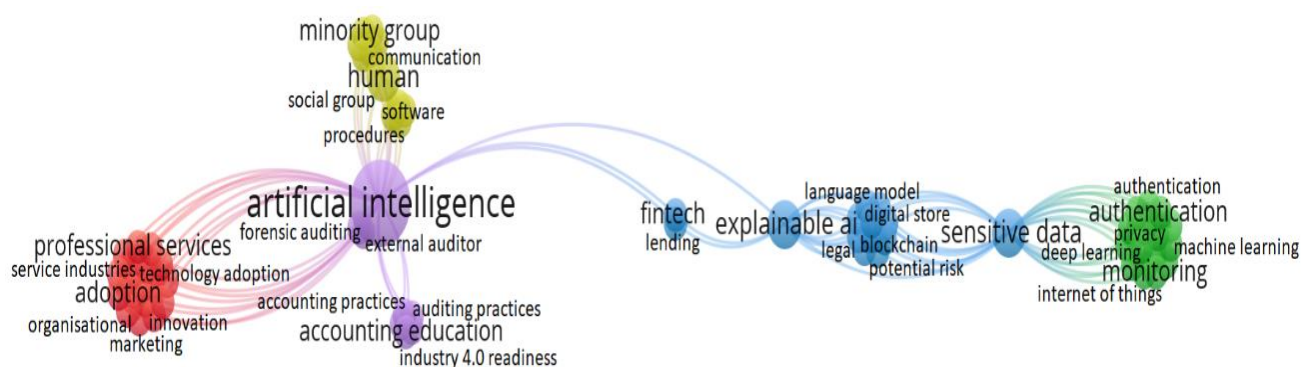 minority group
communication
human
social group
software
procedures
artificial intelligence
forensic auditing
external auditor
professional services
service industries
technology adoption
adoption
organisational
innovation
marketing
accounting practices
auditing practices
accounting education
industry 4.0 readiness
fintech
lending
explainable ai
language model
digital store
legal
blockchain
potential risk
sensitive data
authentication
authentication
privacy
machine learning
deep learning
monitoring
internet of things